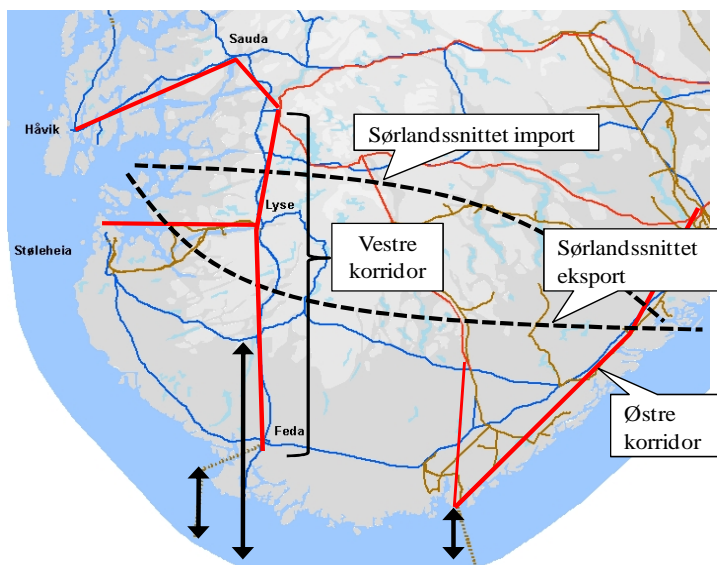 Sauda
Håvik
Sørlandssnittet import
Lyse
Støleheia
Vestre
korridor
Sørlandssnittet
eksport
Østre
korridor
Feda